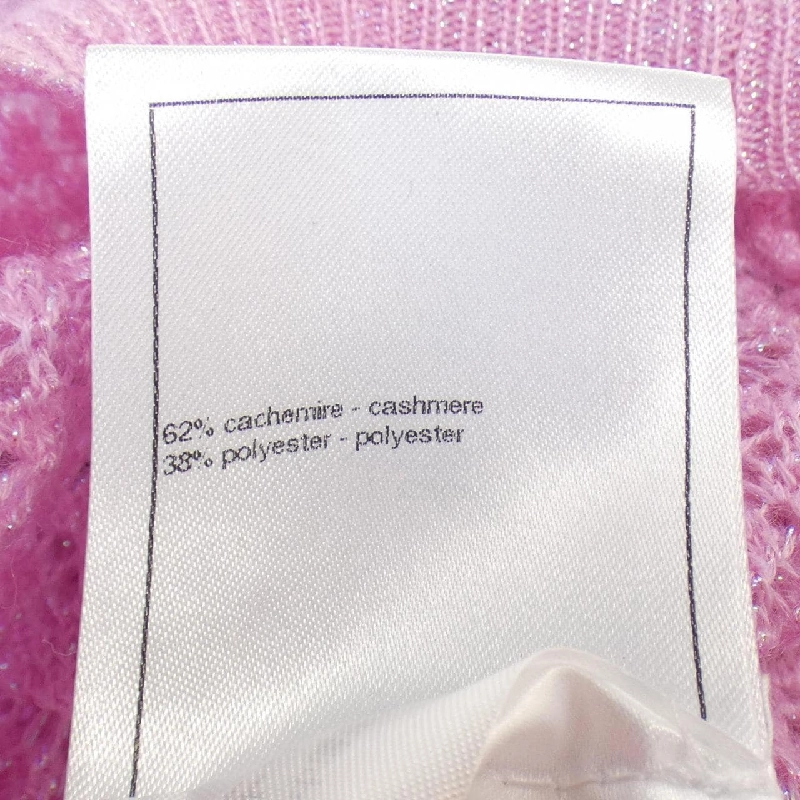 62% cachemire - cashmere
38% polyester - polyester